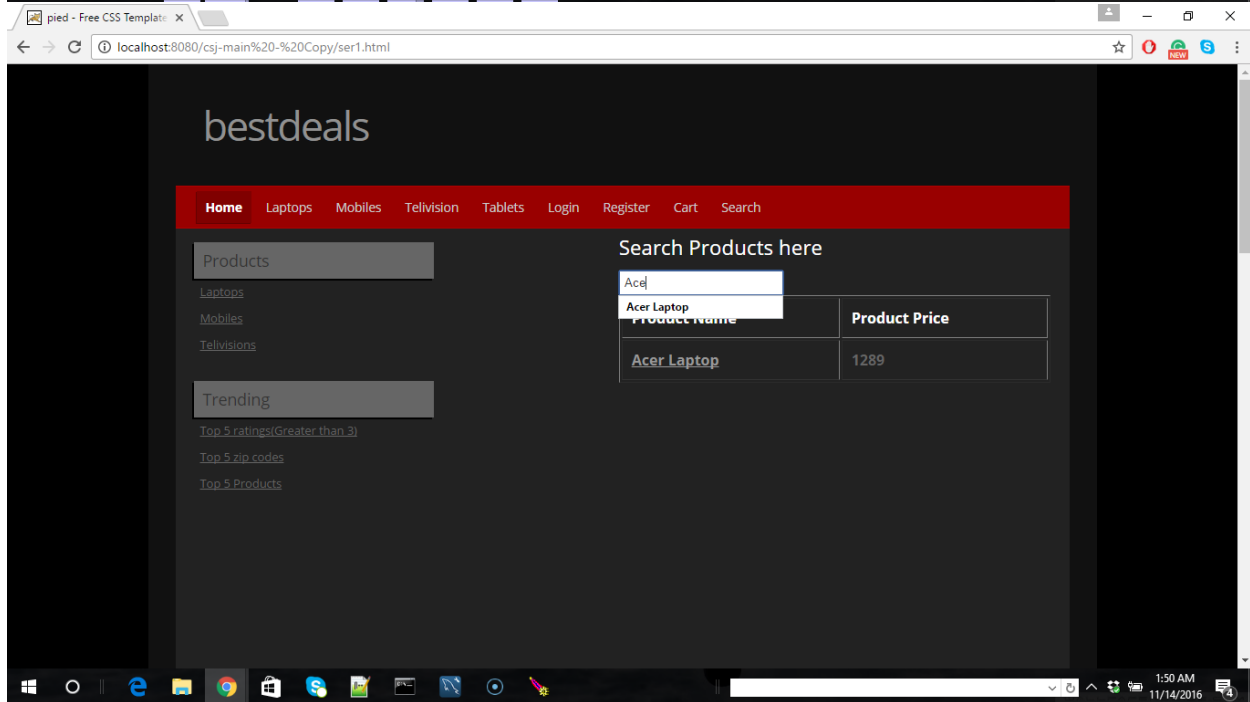 pied - Free CSS Template
localhost:8080/csj-main%20-%20Copy/ser1.html
NEW
bestdeals
Home Laptops Mobiles Telivision Tablets Login Register Cart Search
Products
Laptops
Mobiles
Telivisions
Trending
Top 5 ratings(Greater than 3)
Top 5 zip codes
Top 5 Products
Search Products here
Ace
Acer Laptop
Product Name Product Price
Acer Laptop 1289
1:50 AM
11/14/2016
4